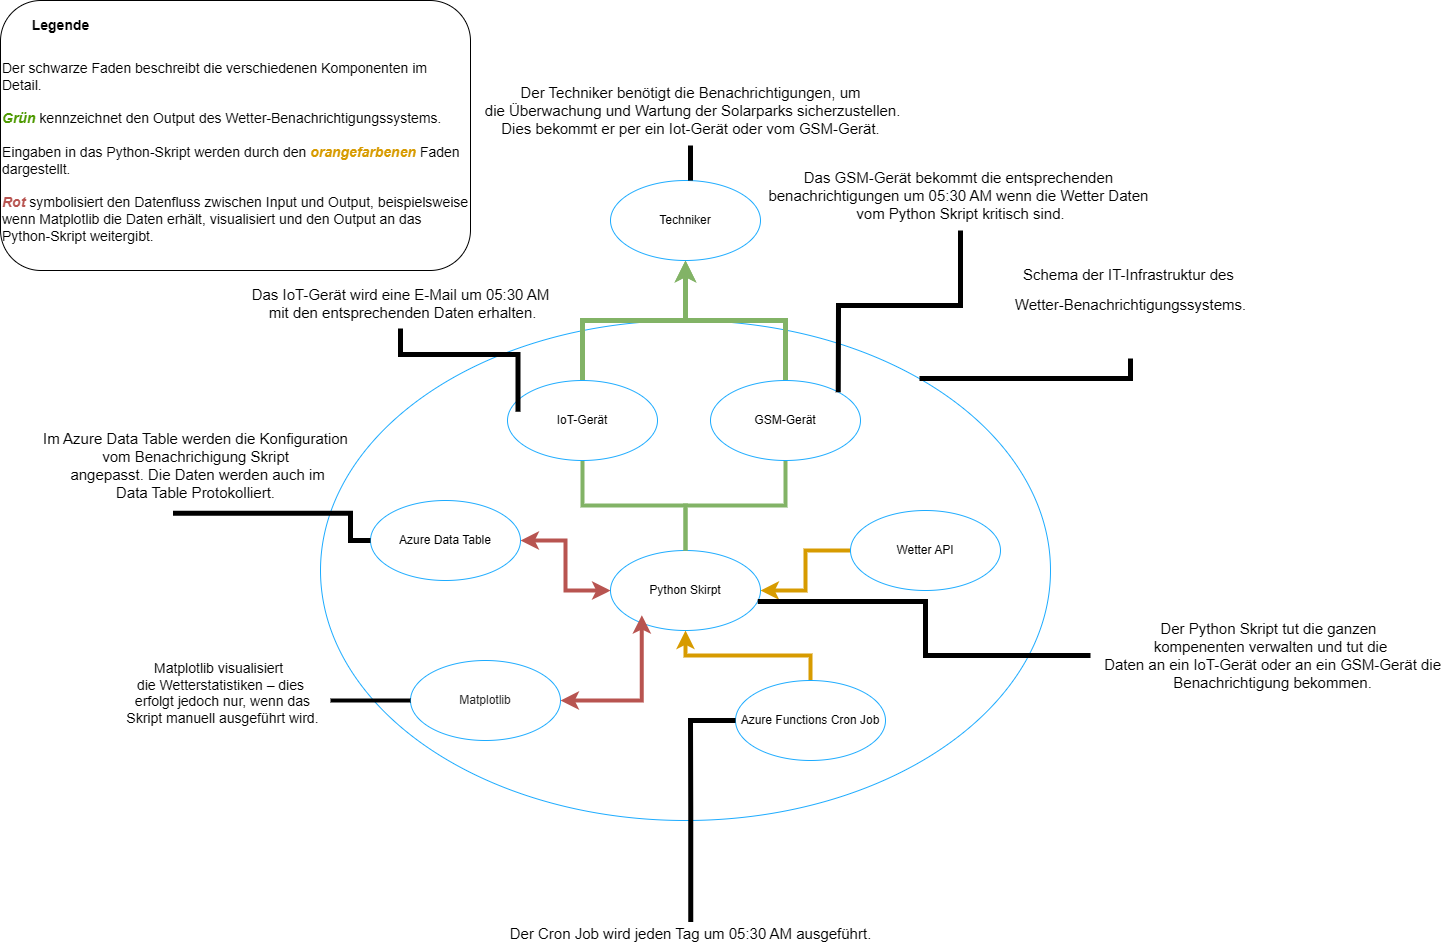 Legende
Der schwarze Faden beschreibt die verschiedenen Komponenten im
Detail.
Grün kennzeichnet den Output des Wetter-Benachrichtigungssystems.
Eingaben in das Python-Skript werden durch den orangefarbenen Faden
dargestellt.
Rot symbolisiert den Datenfluss zwischen Input und Output, beispielsweise
wenn Matplotlib die Daten erhält, visualisiert und den Output an das
Python-Skript weitergibt.
Der Techniker benötigt die Benachrichtigungen, um
die Überwachung und Wartung der Solarparks sicherzustellen.
Dies bekommt er per ein Iot-Gerät oder vom GSM-Gerät.
Das GSM-Gerät bekommt die entsprechenden
benachrichtigungen um 05:30 AM wenn die Wetter Daten
vom Python Skript kritisch sind.
Techniker
Schema der IT-Infrastruktur des
Wetter-Benachrichtigungssystems.
Das IoT-Gerät wird eine E-Mail um 05:30 AM
mit den entsprechenden Daten erhalten.
IoT-Gerät
GSM-Gerät
Im Azure Data Table werden die Konfiguration
vom Benachrichigung Skript
angepasst. Die Daten werden auch im
Data Table Protokolliert.
Azure Data Table
Wetter API
Python Skirpt
Der Python Skript tut die ganzen
kompenenten verwalten und tut die
Daten an ein IoT-Gerät oder an ein GSM-Gerät die
Benachrichtigung bekommen.
Matplotlib visualisiert
die Wetterstatistiken – dies
erfolgt jedoch nur, wenn das
Skript manuell ausgeführt wird.
Matplotlib
Azure Functions Cron Job
Der Cron Job wird jeden Tag um 05:30 AM ausgeführt.